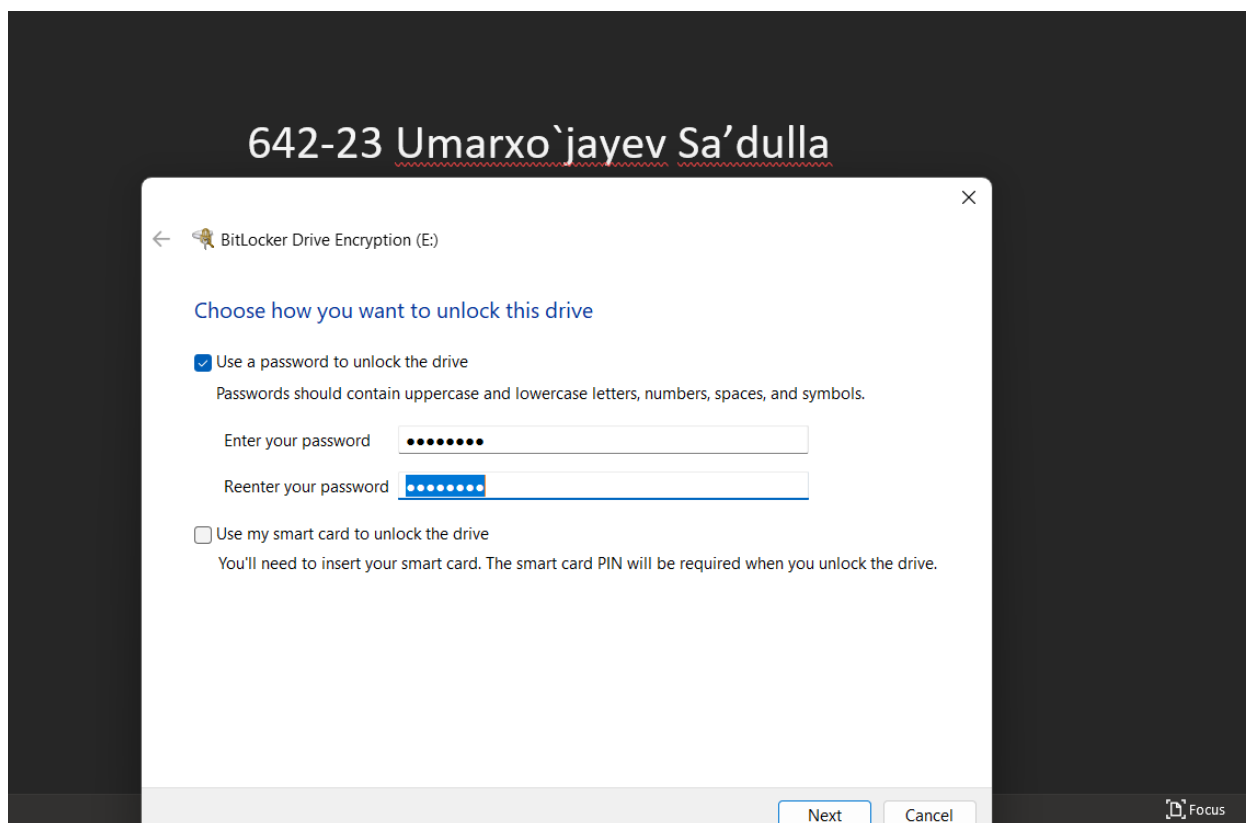 642-23 Umarxo`jayev Sa’dulla
BitLocker Drive Encryption (E:)
Choose how you want to unlock this drive
Use a password to unlock the drive
Passwords should contain uppercase and lowercase letters, numbers, spaces, and symbols.
Enter your password ●●●●●●●●
Reenter your password ●●●●●●●●
Use my smart card to unlock the drive
You'll need to insert your smart card. The smart card PIN will be required when you unlock the drive.
Next Cancel
Focus